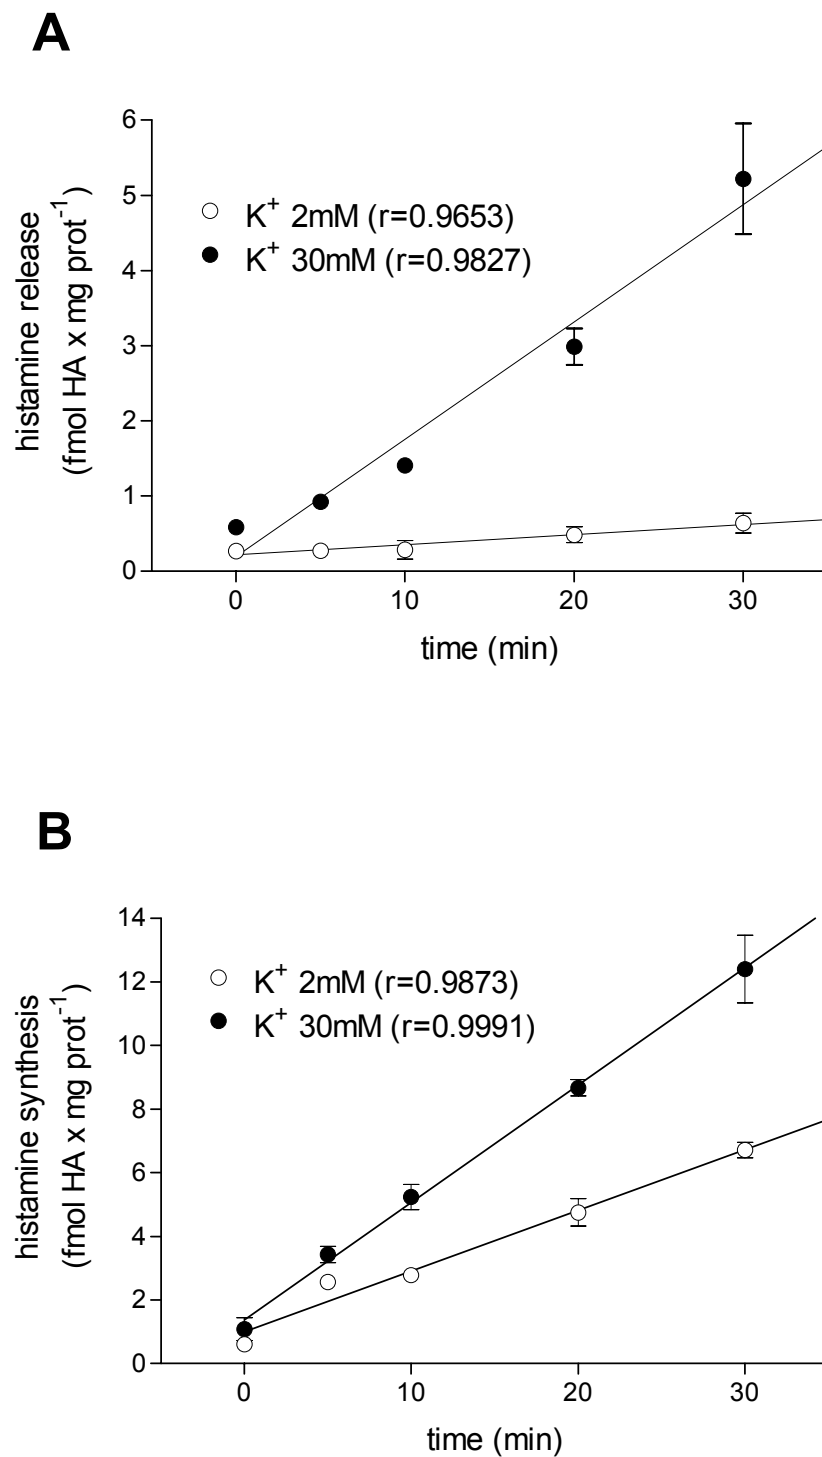 A
histamine release
(fmol HA x mg prot⁻¹)
6
5
4
3
2
1
0
K⁺ 2mM (r=0.9653)
K⁺ 30mM (r=0.9827)
0 10 20 30
time (min)
B
histamine synthesis
(fmol HA x mg prot⁻¹)
14
12
10
8
6
4
2
0
K⁺ 2mM (r=0.9873)
K⁺ 30mM (r=0.9991)
0 10 20 30
time (min)